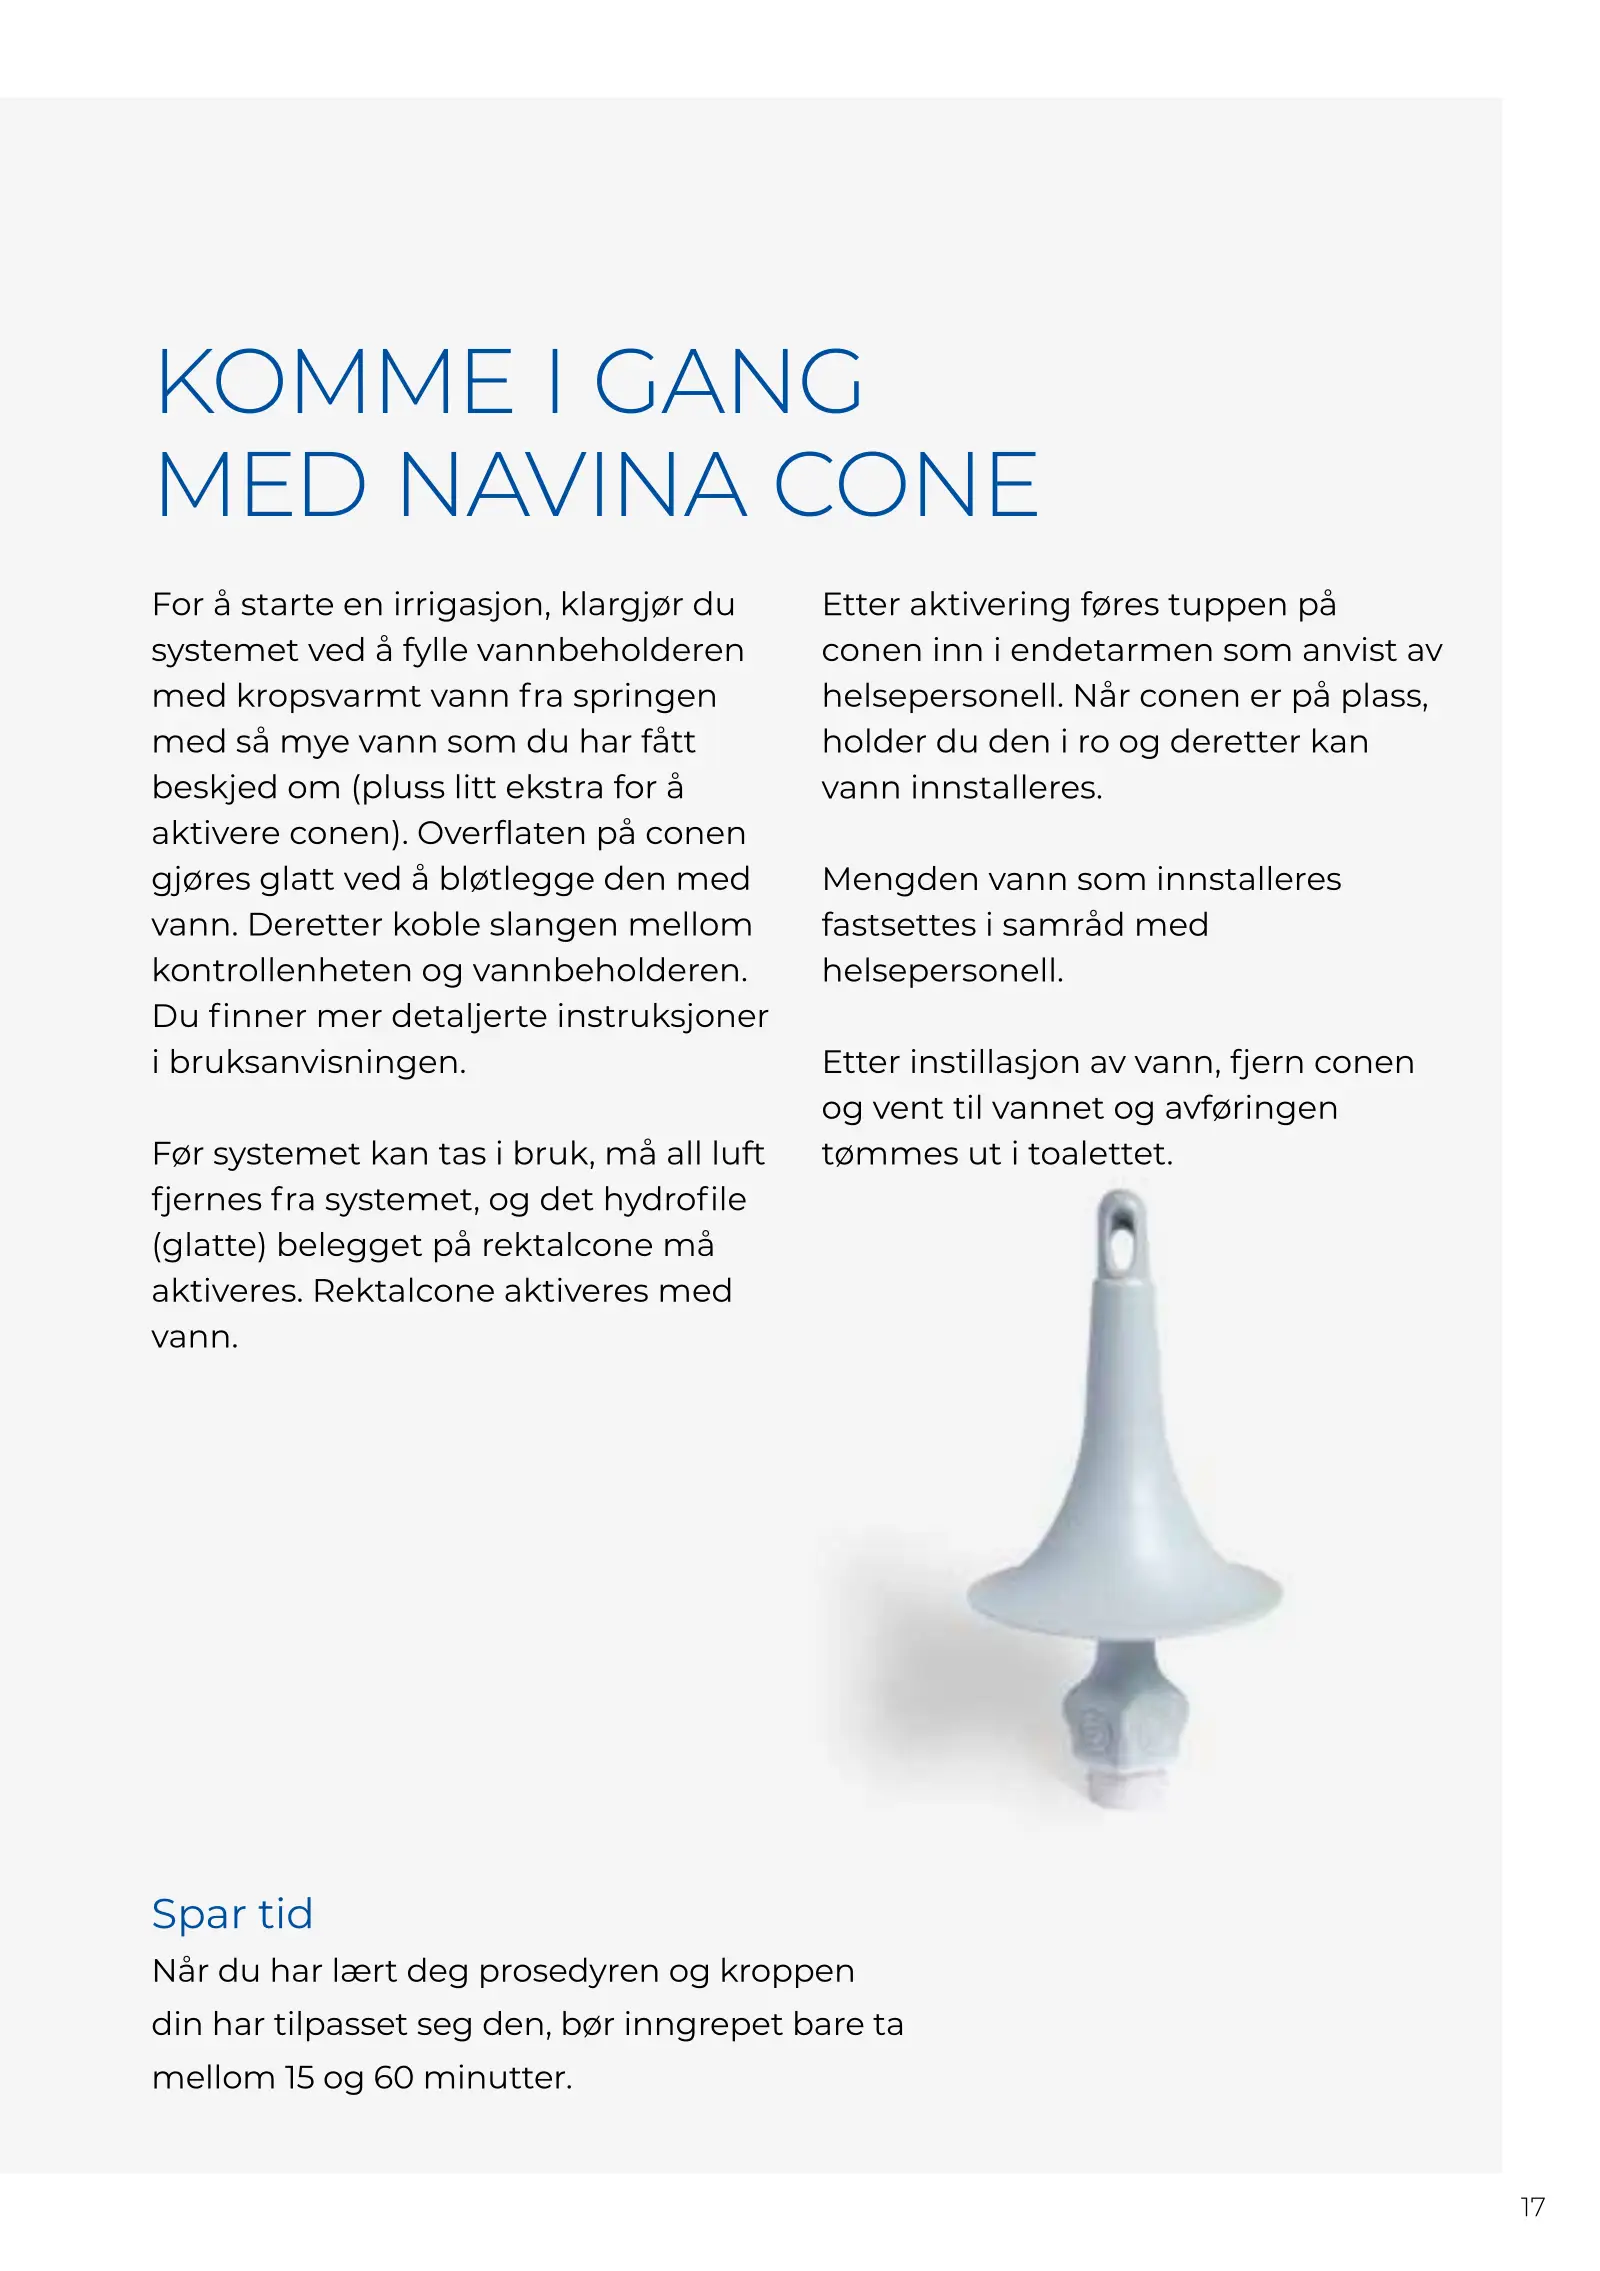 KOMME I GANG
MED NAVINA CONE
For å starte en irrigasjon, klargjør du
systemet ved å fylle vannbeholderen
med kropsvarmt vann fra springen
med så mye vann som du har fått
beskjed om (pluss litt ekstra for å
aktivere conen). Overflaten på conen
gjøres glatt ved å bløtlegge den med
vann. Deretter koble slangen mellom
kontrollenheten og vannbeholderen.
Du finner mer detaljerte instruksjoner
i bruksanvisningen.
Før systemet kan tas i bruk, må all luft
fjernes fra systemet, og det hydrofile
(glatte) belegget på rektalcone må
aktiveres. Rektalcone aktiveres med
vann.
Etter aktivering føres tuppen på
conen inn i endetarmen som anvist av
helsepersonell. Når conen er på plass,
holder du den i ro og deretter kan
vann innstalleres.
Mengden vann som innstalleres
fastsettes i samråd med
helsepersonell.
Etter instillasjon av vann, fjern conen
og vent til vannet og avføringen
tømmes ut i toalettet.
Spar tid
Når du har lært deg prosedyren og kroppen
din har tilpasset seg den, bør inngrepet bare ta
mellom 15 og 60 minutter.
17